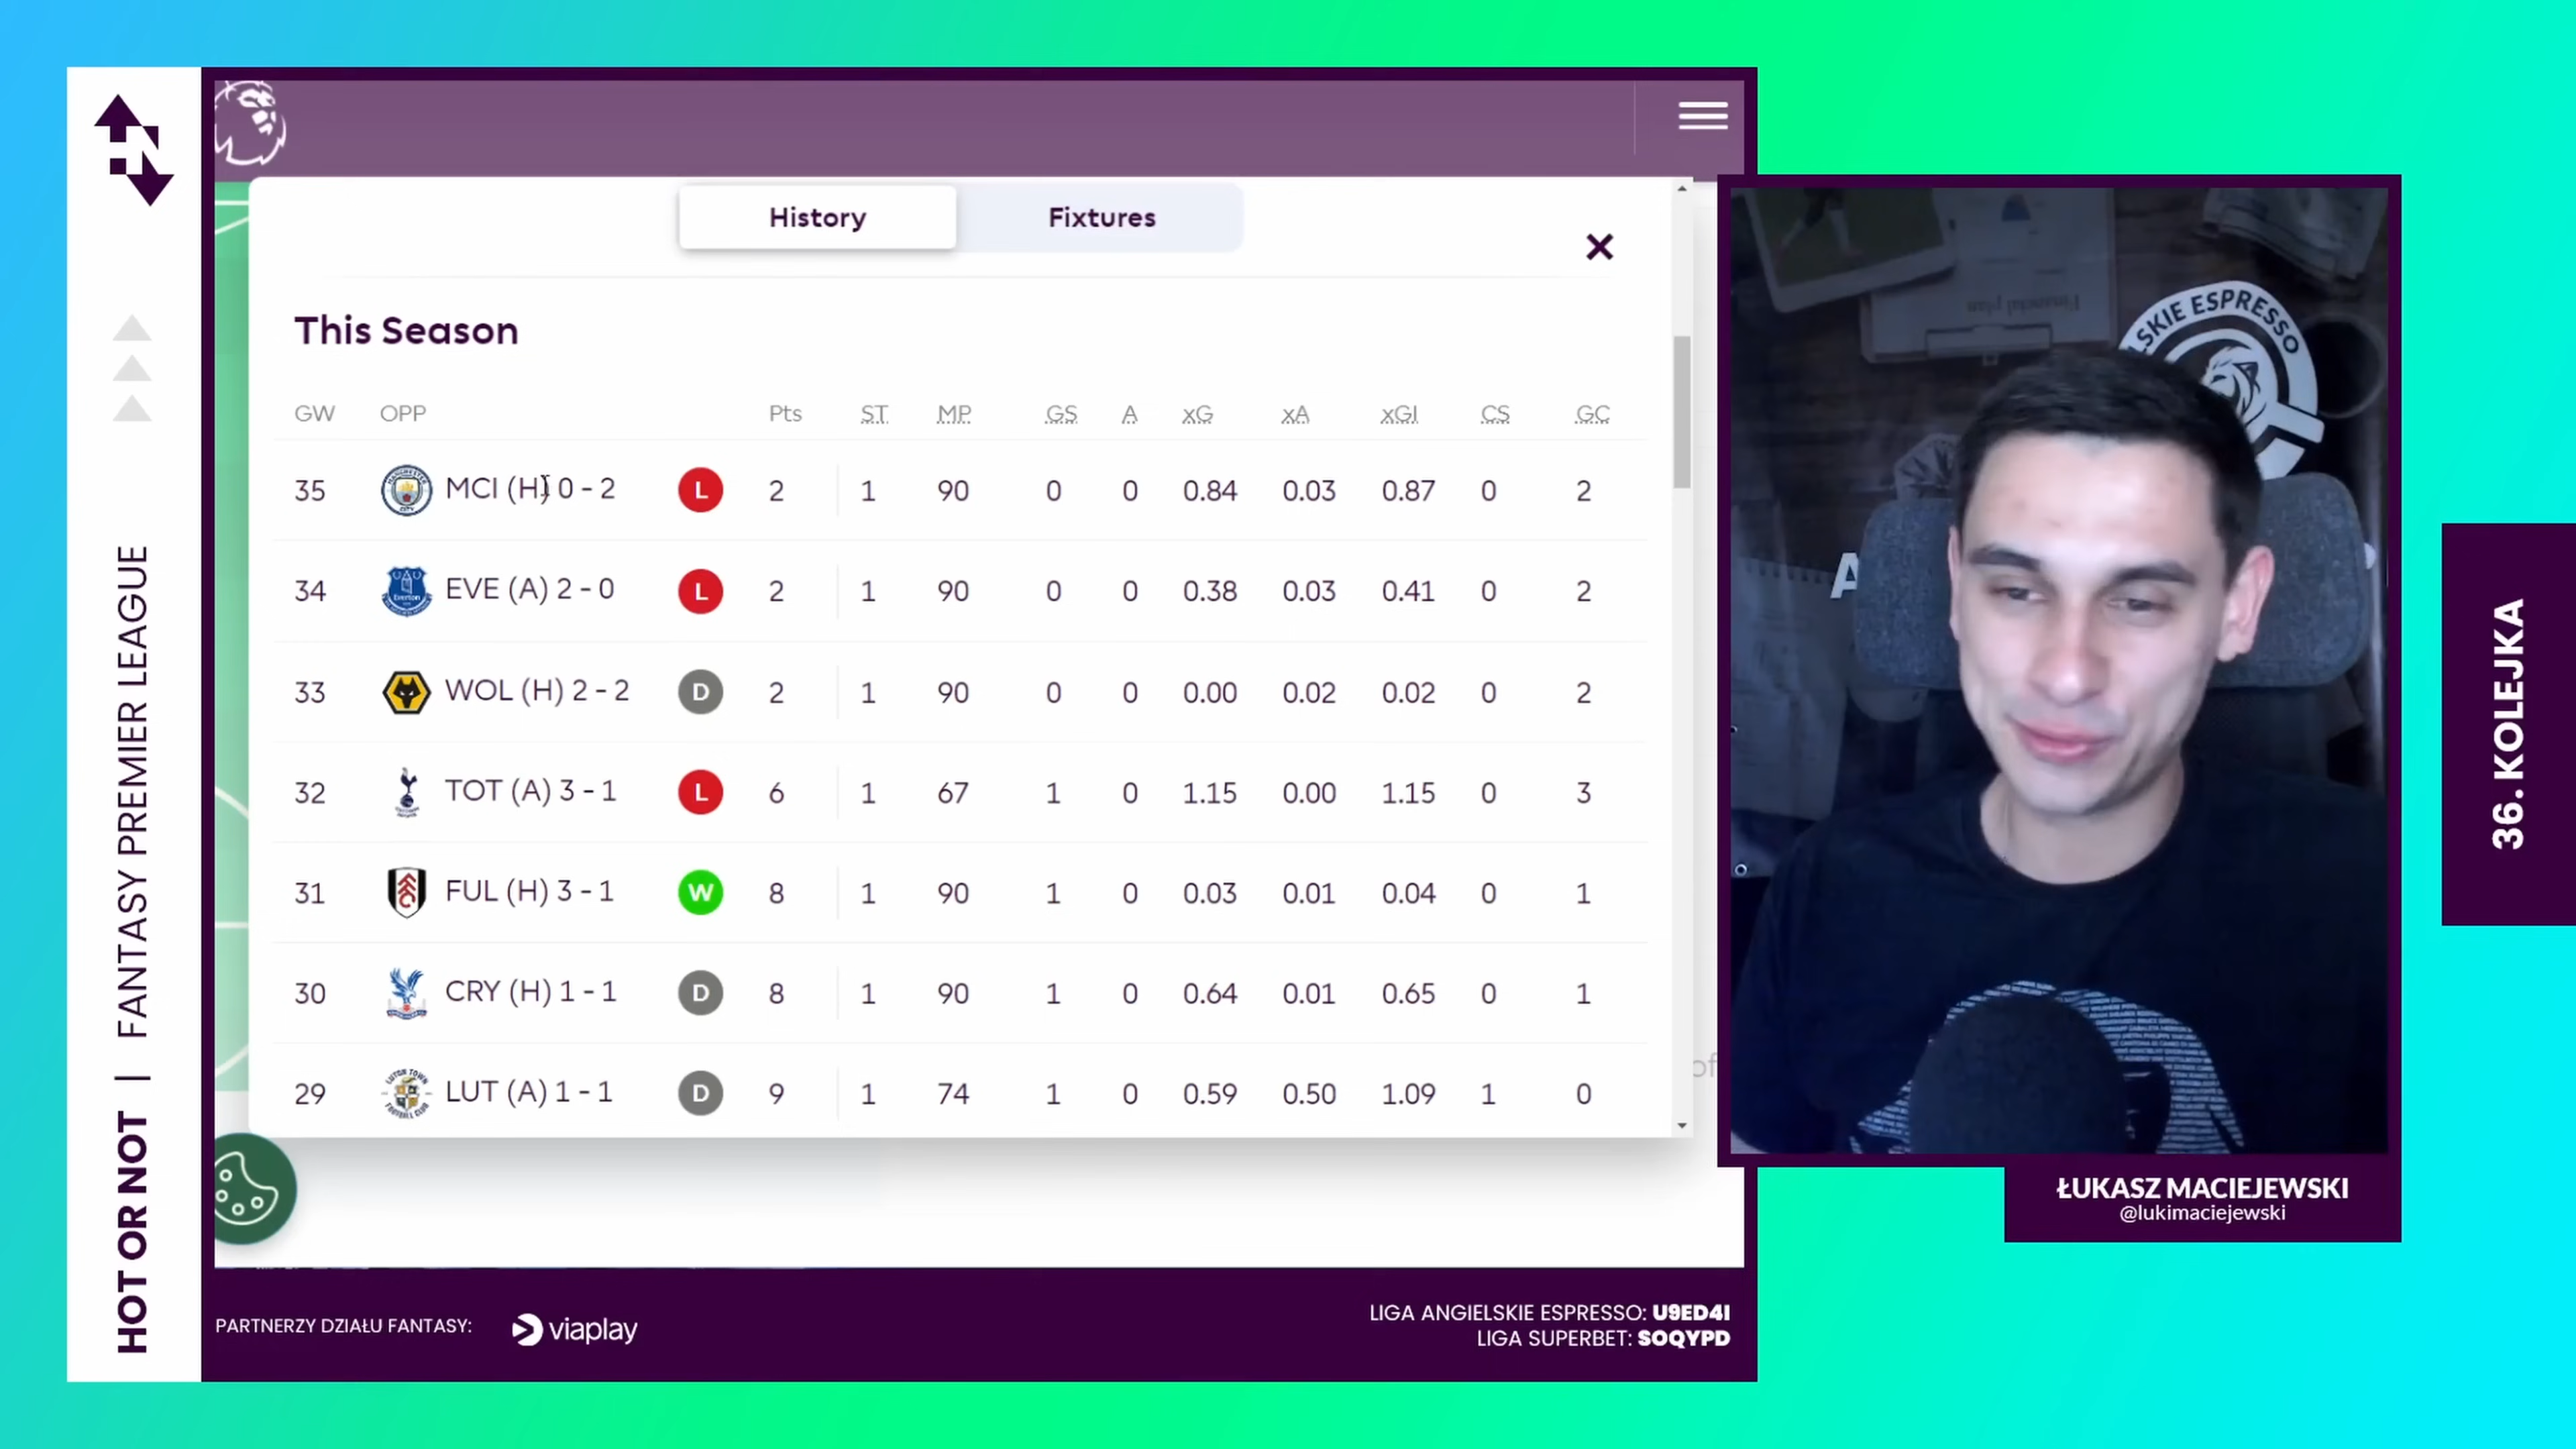 HOT OR NOT | FANTASY PREMIER LEAGUE
History
Fixtures
This Season
GW OPP Pts ST MP GS A xG xA xGI CS GC
35 MCI (H) 0 - 2 L 2 1 90 0 0 0.84 0.03 0.87 0 2
34 EVE (A) 2 - 0 L 2 1 90 0 0 0.38 0.03 0.41 0 2
33 WOL (H) 2 - 2 D 2 1 90 0 0 0.00 0.02 0.02 0 2
32 TOT (A) 3 - 1 L 6 1 67 1 0 1.15 0.00 1.15 0 3
31 FUL (H) 3 - 1 W 8 1 90 1 0 0.03 0.01 0.04 0 1
30 CRY (H) 1 - 1 D 8 1 90 1 0 0.64 0.01 0.65 0 1
29 LUT (A) 1 - 1 D 9 1 74 1 0 0.59 0.50 1.09 1 0
of
SKIE ESPRESSO
Financial plan
A
36. KOLEJKA
ŁUKASZ MACIEJEWSKI
@lukimaciejewski
PARTNERZY DZIAŁU FANTASY:
viaplay
LIGA ANGIELSKIE ESPRESSO: U9ED4I
LIGA SUPERBET: SOQYPD